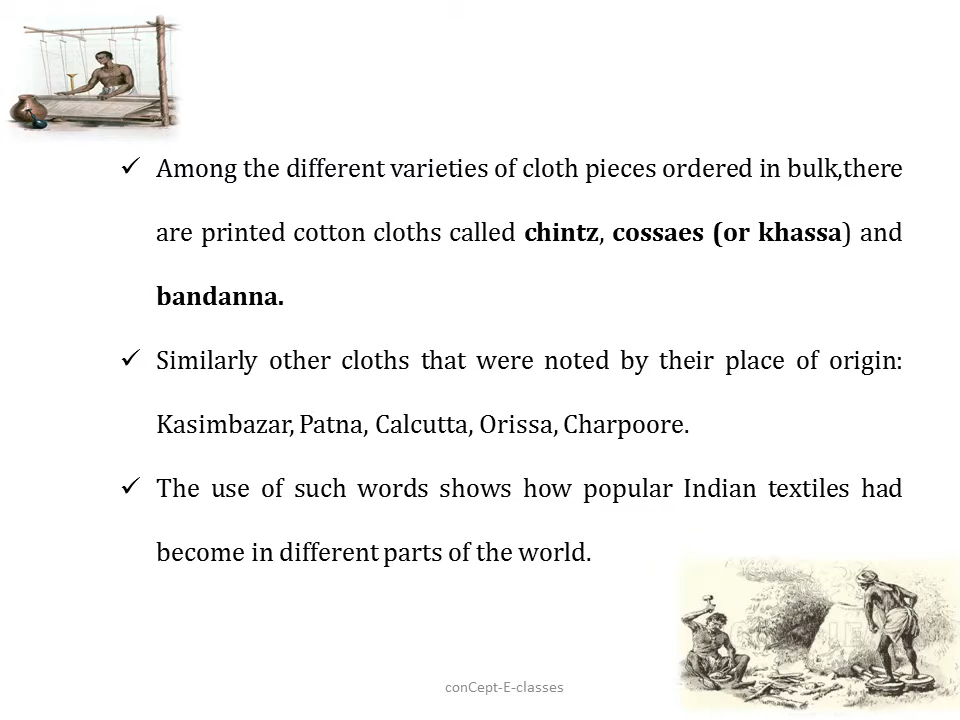 ✓ Among the different varieties of cloth pieces ordered in bulk,there
are printed cotton cloths called chintz, cossaes (or khassa) and
bandanna.
✓ Similarly other cloths that were noted by their place of origin:
Kasimbazar, Patna, Calcutta, Orissa, Charpoore.
✓ The use of such words shows how popular Indian textiles had
become in different parts of the world.
conCept-E-classes